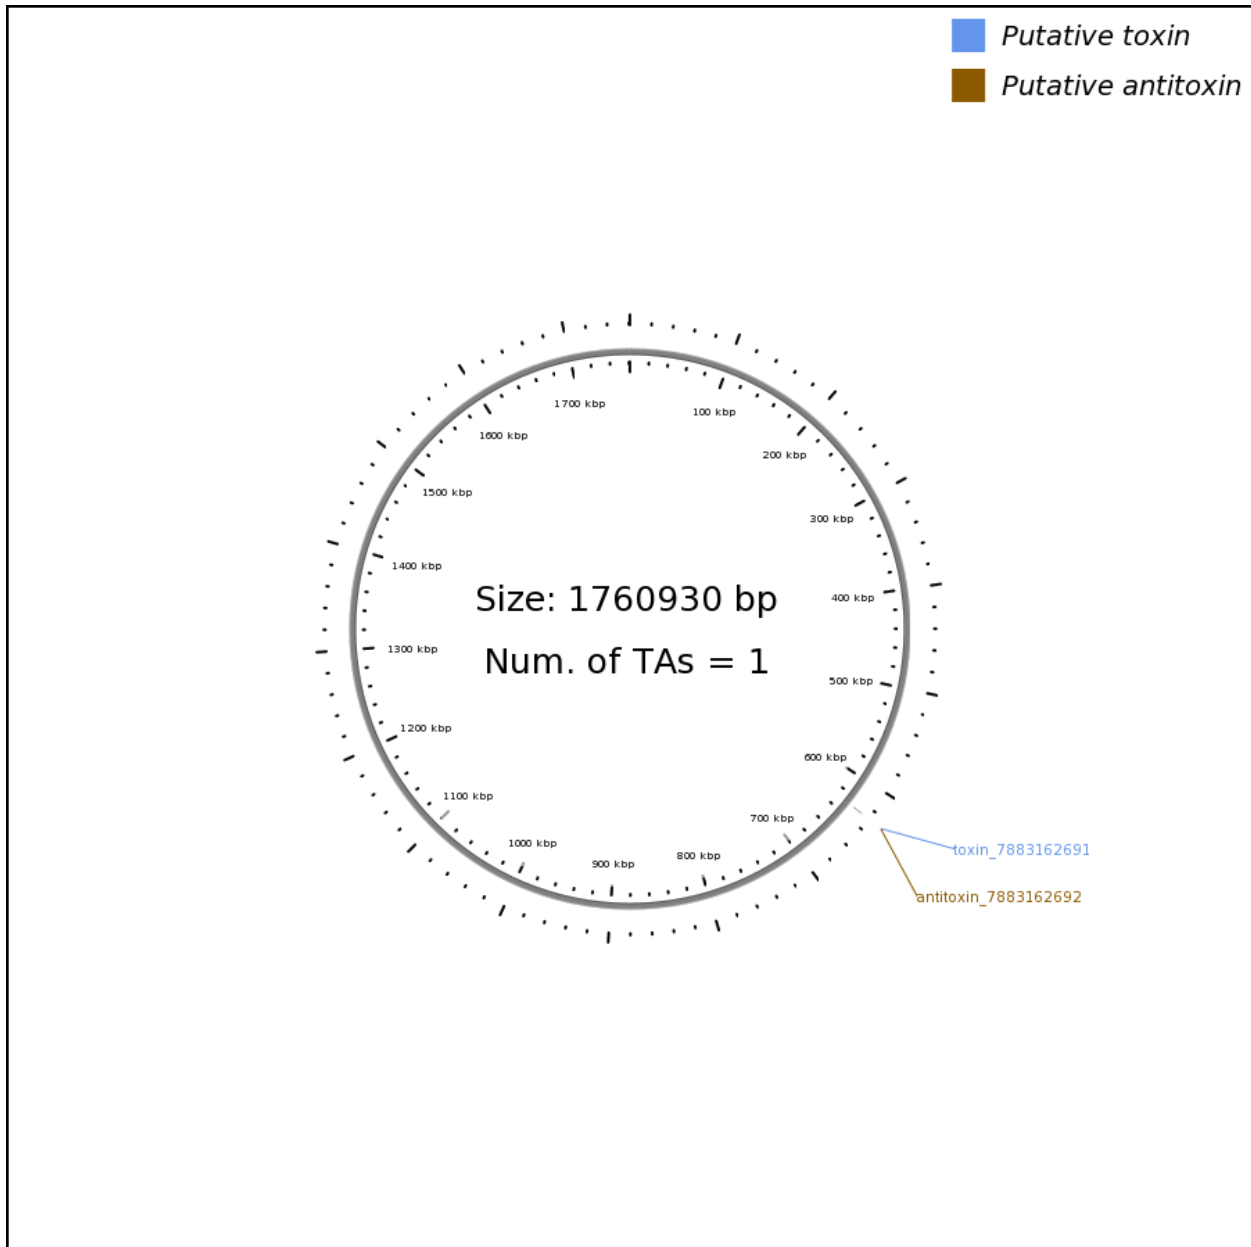 Putative toxin
Putative antitoxin
1700 kbp
100 kbp
1600 kbp
200 kbp
1500 kbp
300 kbp
1400 kbp
400 kbp
Size: 1760930 bp
1300 kbp
Num. of TAs = 1
500 kbp
1200 kbp
600 kbp
1100 kbp
700 kbp
1000 kbp
900 kbp
800 kbp
toxin_7883162691
antitoxin_7883162692